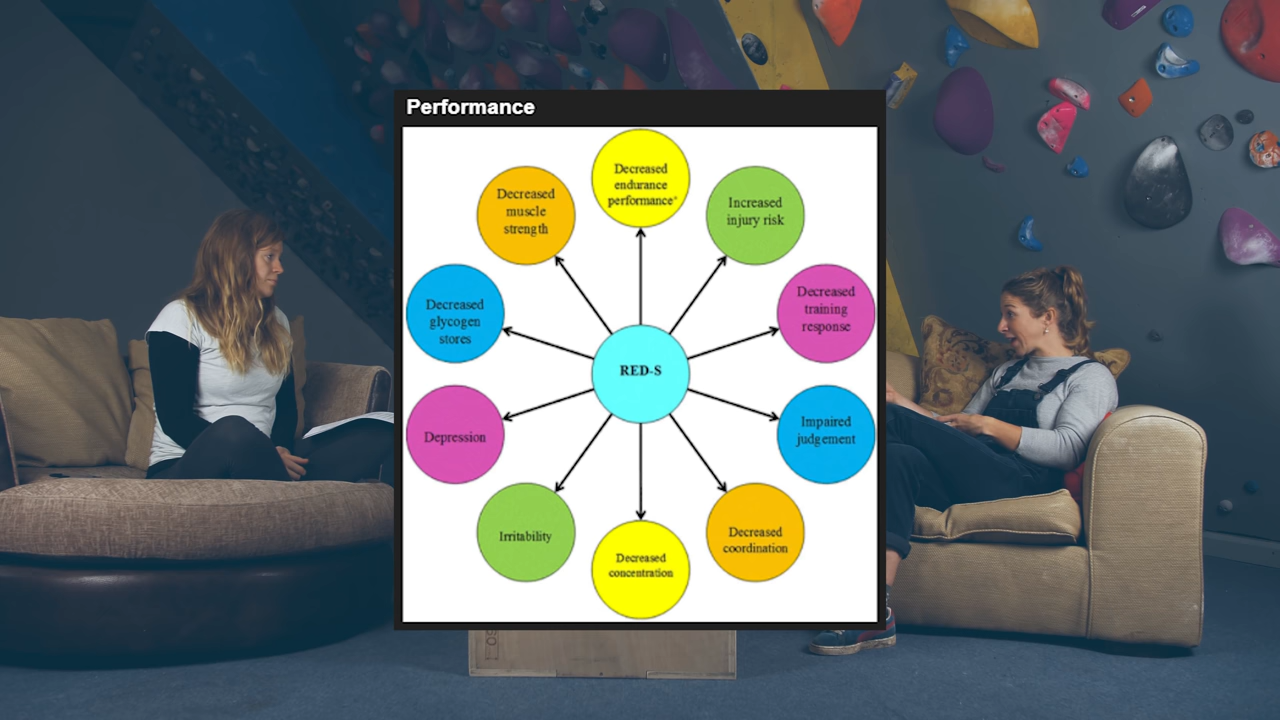 Performance
Decreased
endurance
performance*
Decreased
muscle
strength
Increased
injury risk
Decreased
glycogen
stores
Decreased
training
response
RED-S
Depression
Impaired
judgement
Irritability
Decreased
concentration
Decreased
coordination